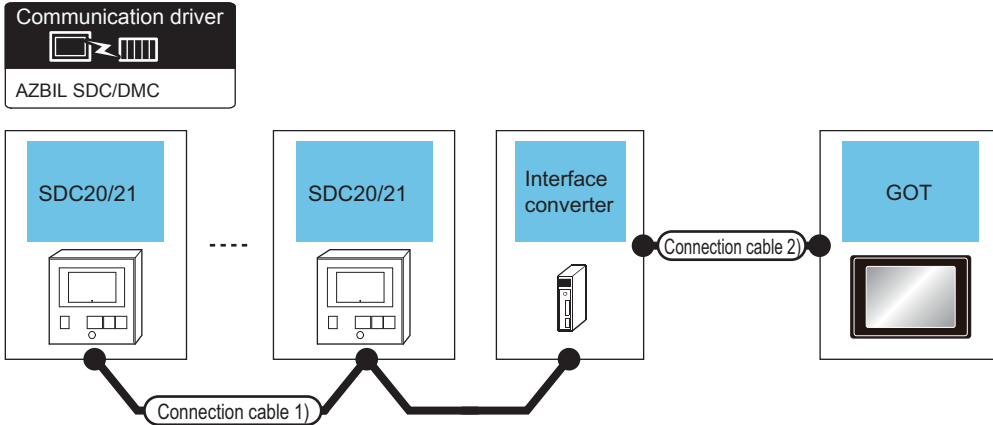 Communication driver
AZBIL SDC/DMC
SDC20/21
SDC20/21
Interface
converter
GOT
Connection cable 2)
Connection cable 1)